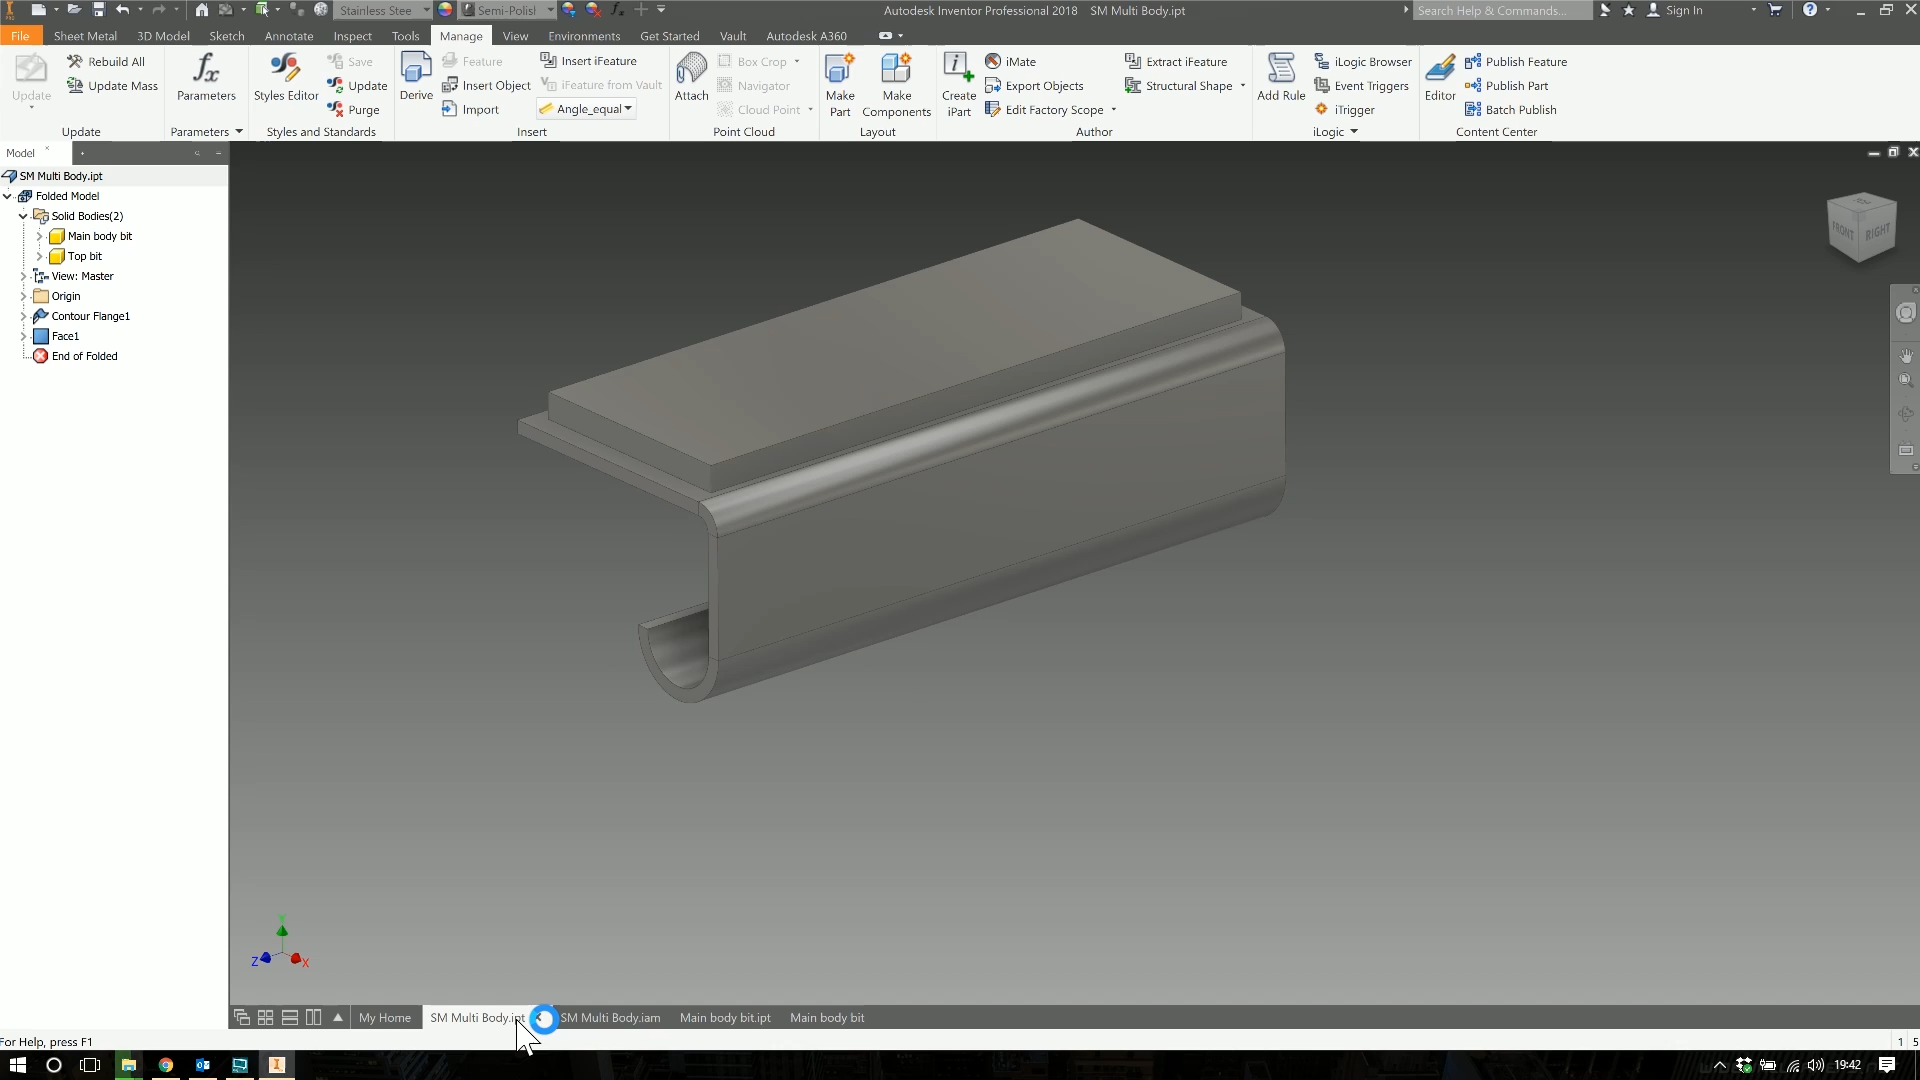 Stainless Stee
Semi-Polish
Autodesk Inventor Professional 2018 SM Multi Body.ipt
Search Help & Commands...
Sign In
File Sheet Metal 3D Model Sketch Annotate Inspect Tools Manage View Environments Get Started Vault Autodesk A360
Update
Rebuild All
Update Mass
Update
Parameters
Parameters
Styles Editor
Save
Update
Purge
Styles and Standards
Derive
Feature
Insert Object
Import
Insert iFeature
iFeature from Vault
Angle_equal
Insert
Attach
Box Crop
Navigator
Cloud Point
Point Cloud
Make
Part
Make
Components
Layout
Create
iPart
iMate
Export Objects
Edit Factory Scope
Extract iFeature
Structural Shape
Author
Add Rule
iLogic Browser
Event Triggers
iTrigger
iLogic
Editor
Publish Feature
Publish Part
Batch Publish
Content Center
Model
SM Multi Body.ipt
Folded Model
Solid Bodies(2)
Main body bit
Top bit
View: Master
Origin
Contour Flange1
Face1
End of Folded
FRONT RIGHT
Y
Z
X
My Home SM Multi Body.ipt SM Multi Body.iam Main body bit.ipt Main body bit
For Help, press F1
1 5
19:42